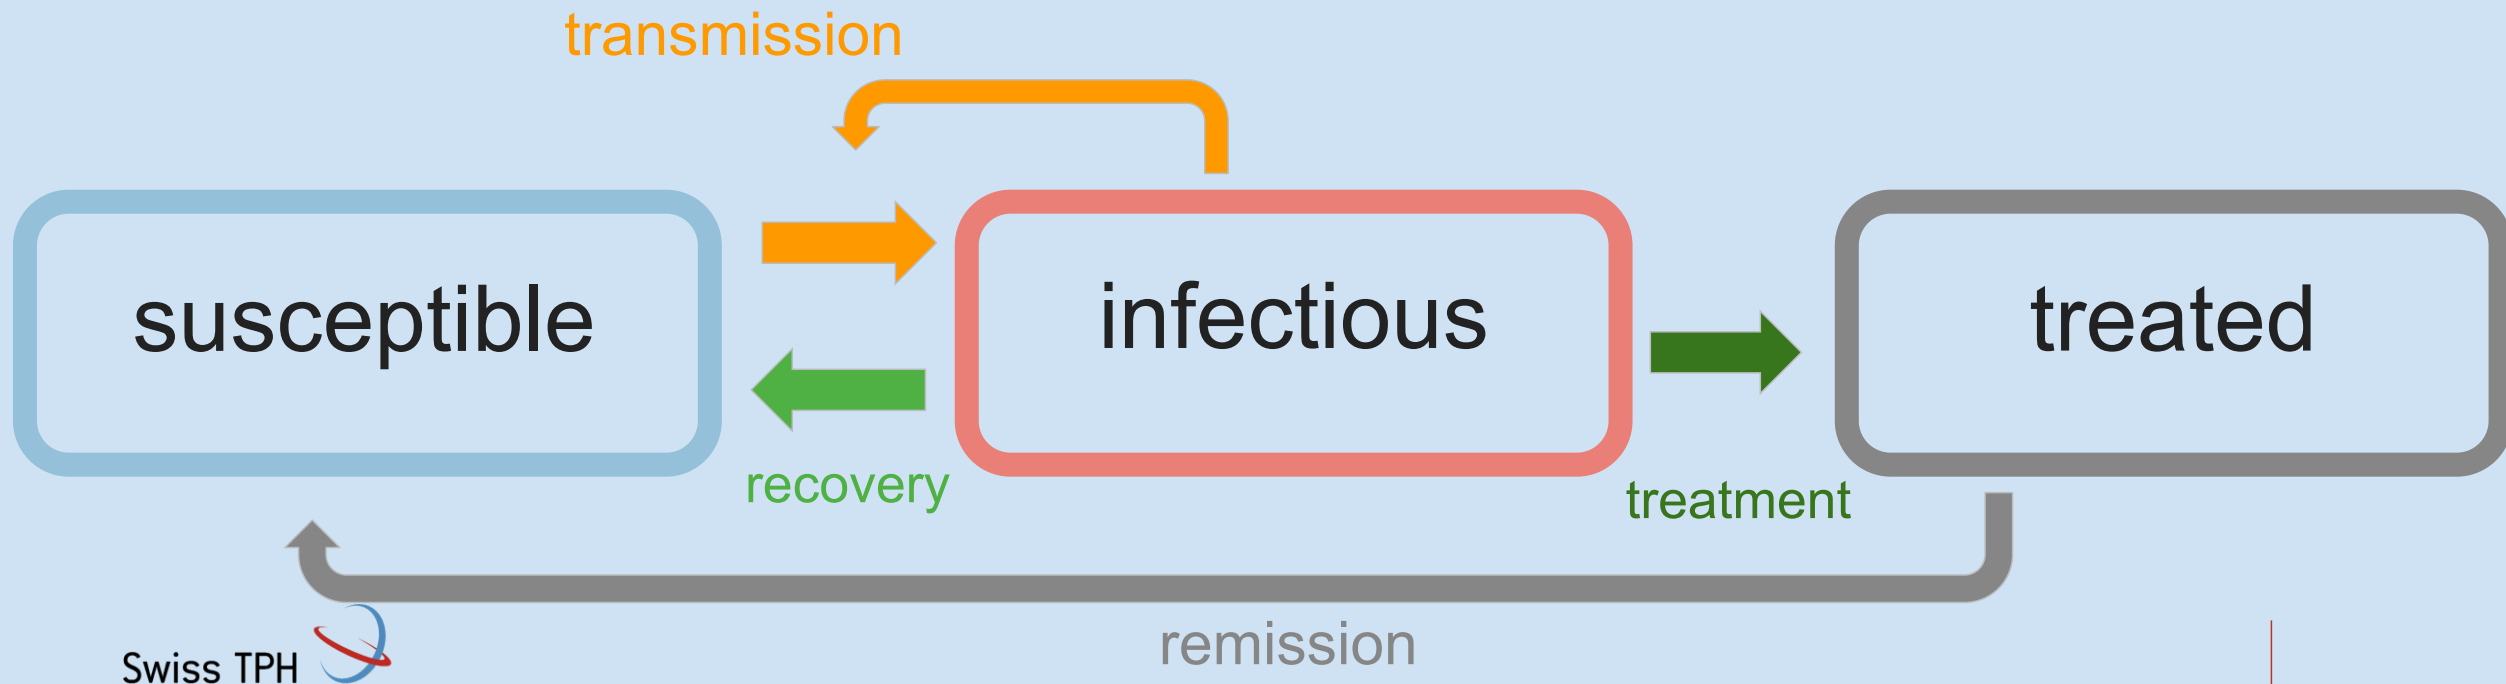 transmission
susceptible
infectious
treated
recovery
treatment
remission
Swiss TPH